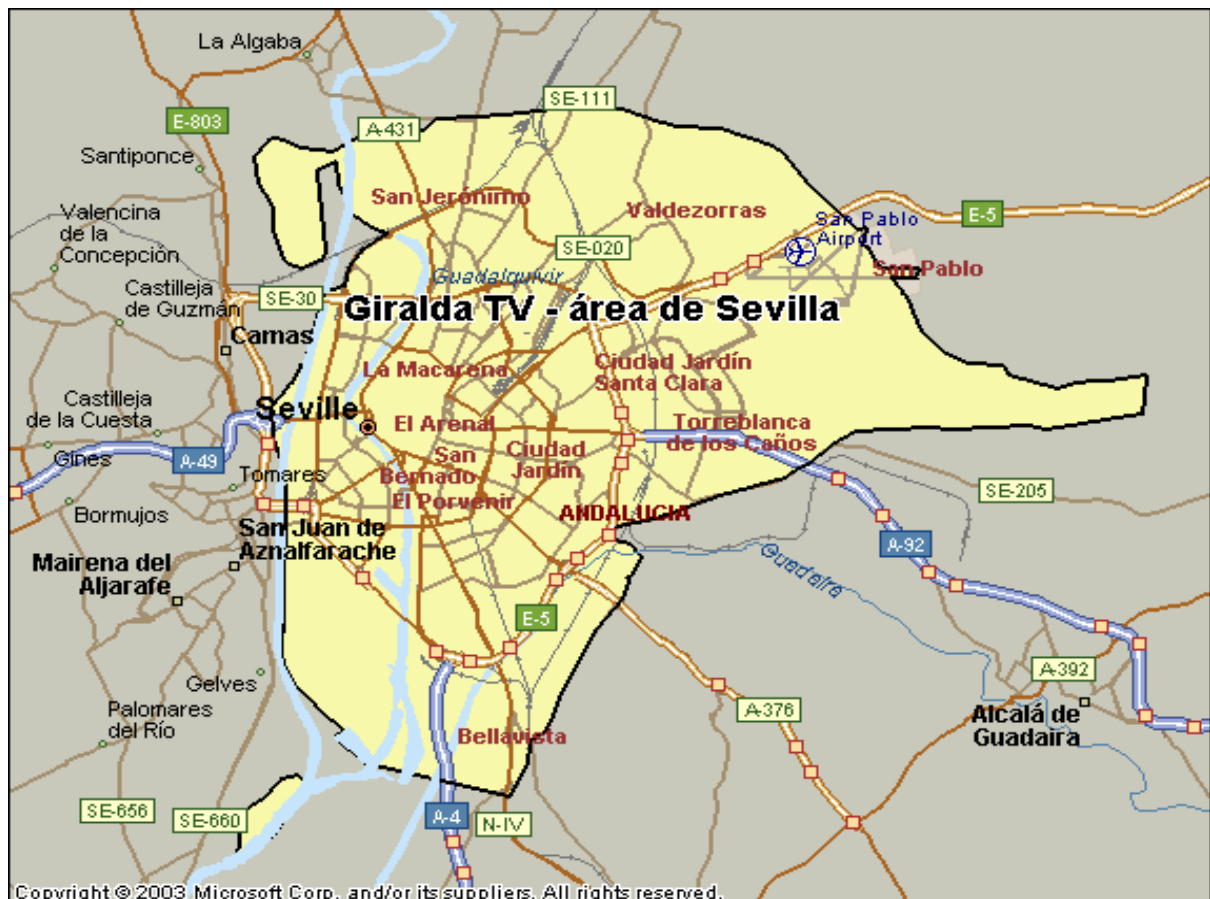 La Algaba
SE-111
E-803
A-431
Santiponce
San Jerónimo
Valdezorras
Valencina
de la
Concepción
E-5
San Pablo
Airport
SE-020
San Pablo
Guadalquivir
Castilleja
de Guzmán
SE-30
Giralda TV - área de Sevilla
Camas
La Macarena
Ciudad Jardín
Santa Clara
Castilleja
de la Cuesta
Seville
El Arenal
Torreblanca
de los Caños
Gines
A-49
San
Bernado
Ciudad
Jardín
Tomares
El Porvenir
SE-205
Bormujos
ANDALUCIA
San Juan de
Aznalfarache
A-92
Mairena del
Aljarafe
Guadaira
E-5
Gelves
A-392
Palomares
del Río
A-376
Alcalá de
Guadaira
Bellavista
SE-656
SE-660
A-4
N-IV
Copyright © 2003 Microsoft Corp. and/or its suppliers. All rights reserved.